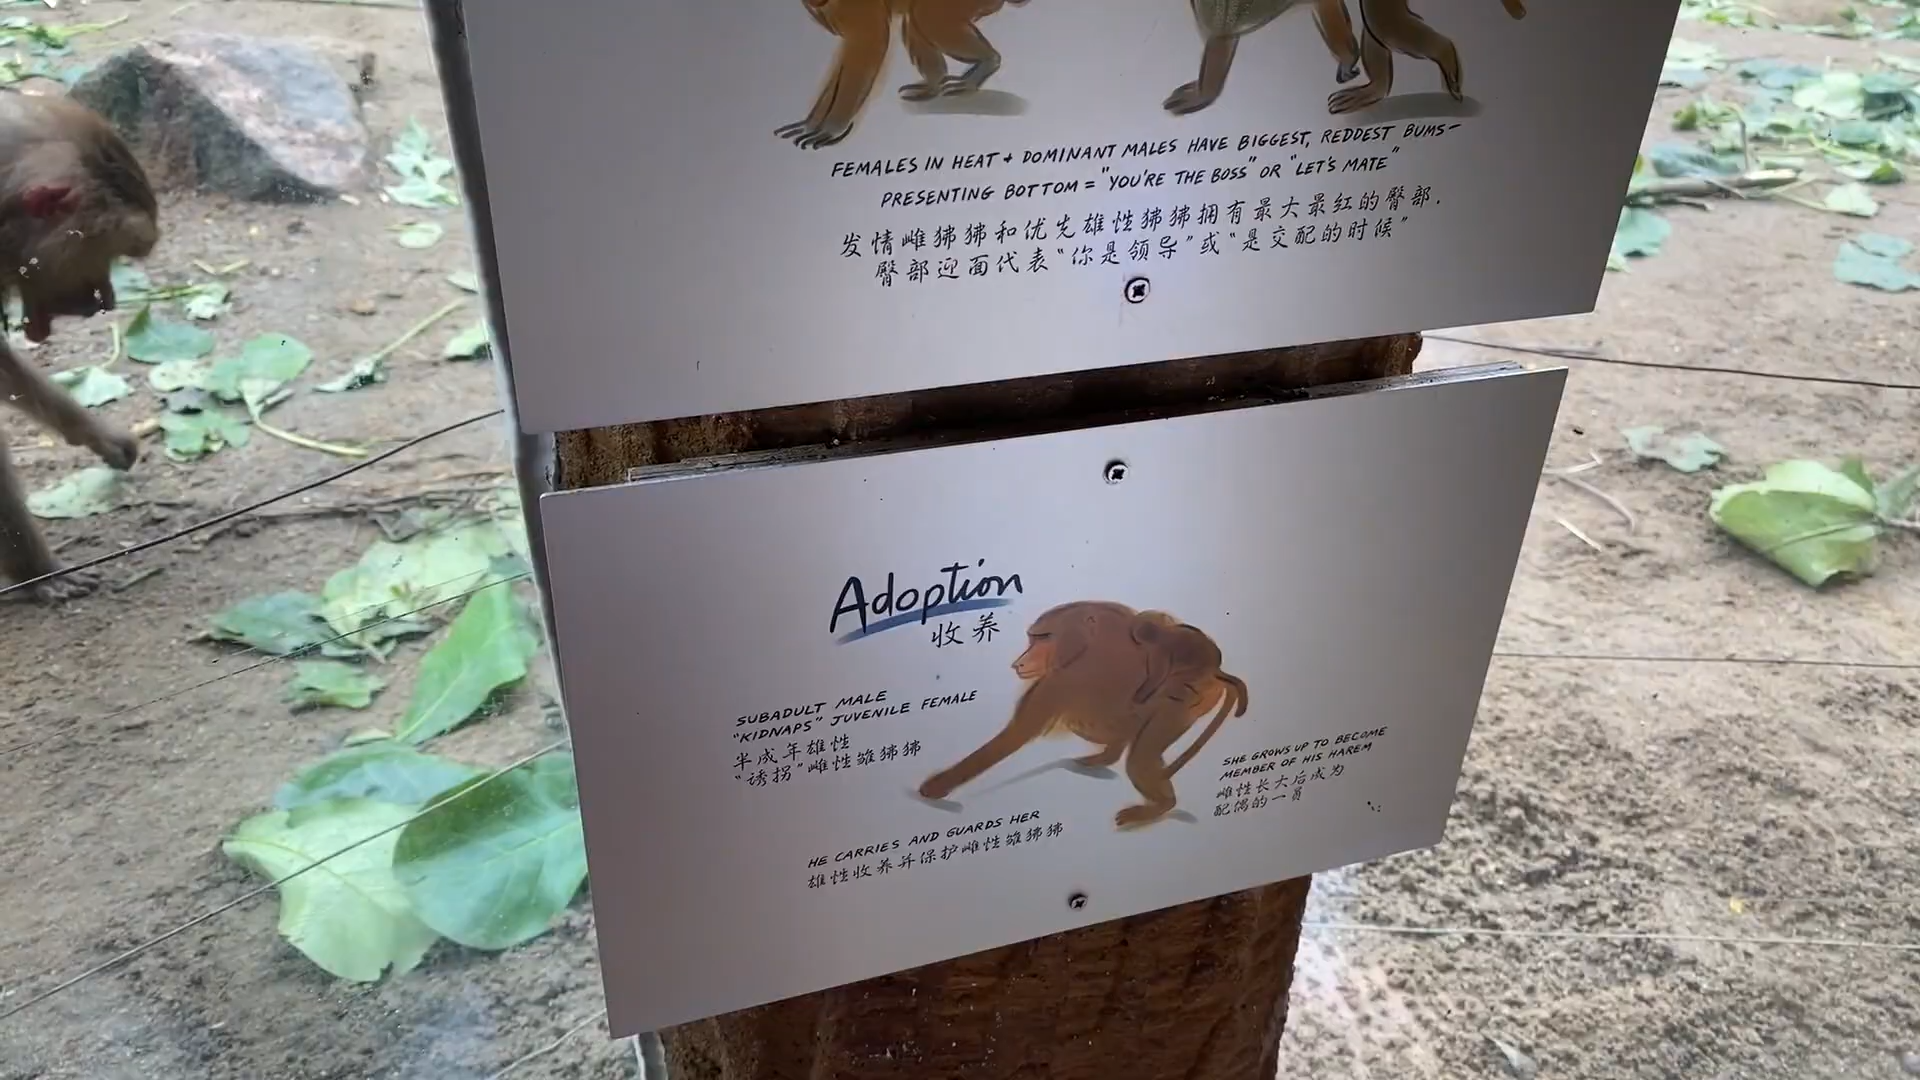 FEMALES IN HEAT + DOMINANT MALES HAVE BIGGEST, REDDEST BUMS-
PRESENTING BOTTOM = "YOU'RE THE BOSS" OR "LET'S MATE"
发情雌狒狒和优先雄性狒狒拥有最大最红的臀部.
臀部迎面代表"你是领导"或"是交配的时候"
Adoption
收养
SUBADULT MALE
"KIDNAPS" JUVENILE FEMALE
半成年雄性
"诱拐"雌性雏狒狒
HE CARRIES AND GUARDS HER
雄性收养并保护雌性雏狒狒
SHE GROWS UP TO BECOME
MEMBER OF HIS HAREM
雌性长大后成为
配偶的一员